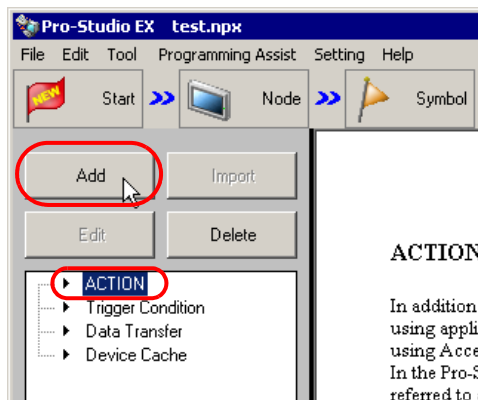 Pro-Studio EX test.npx
File Edit Tool Programming Assist Setting Help
NEW Start Node Symbol
Add Import
Edit Delete
ACTION
Trigger Condition
Data Transfer
Device Cache
ACTION
In addition
using appli
using Acce
In the Pro-S
referred to